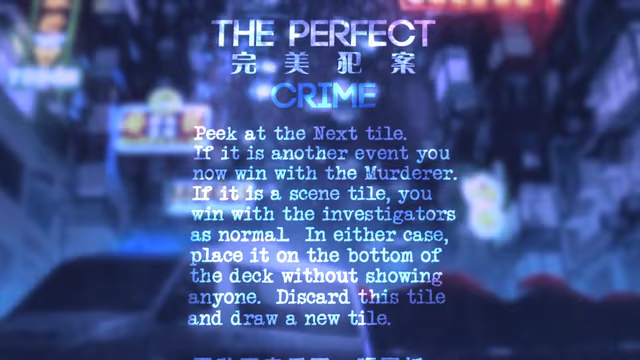 THE PERFECT
完美犯案
CRIME
Peek at the Next tile.
If it is another event you
now win with the Murderer.
If it is a scene tile, you
win with the investigators
as normal. In either case,
place it on the bottom of
the deck without showing
anyone. Discard this tile
and draw a new tile.